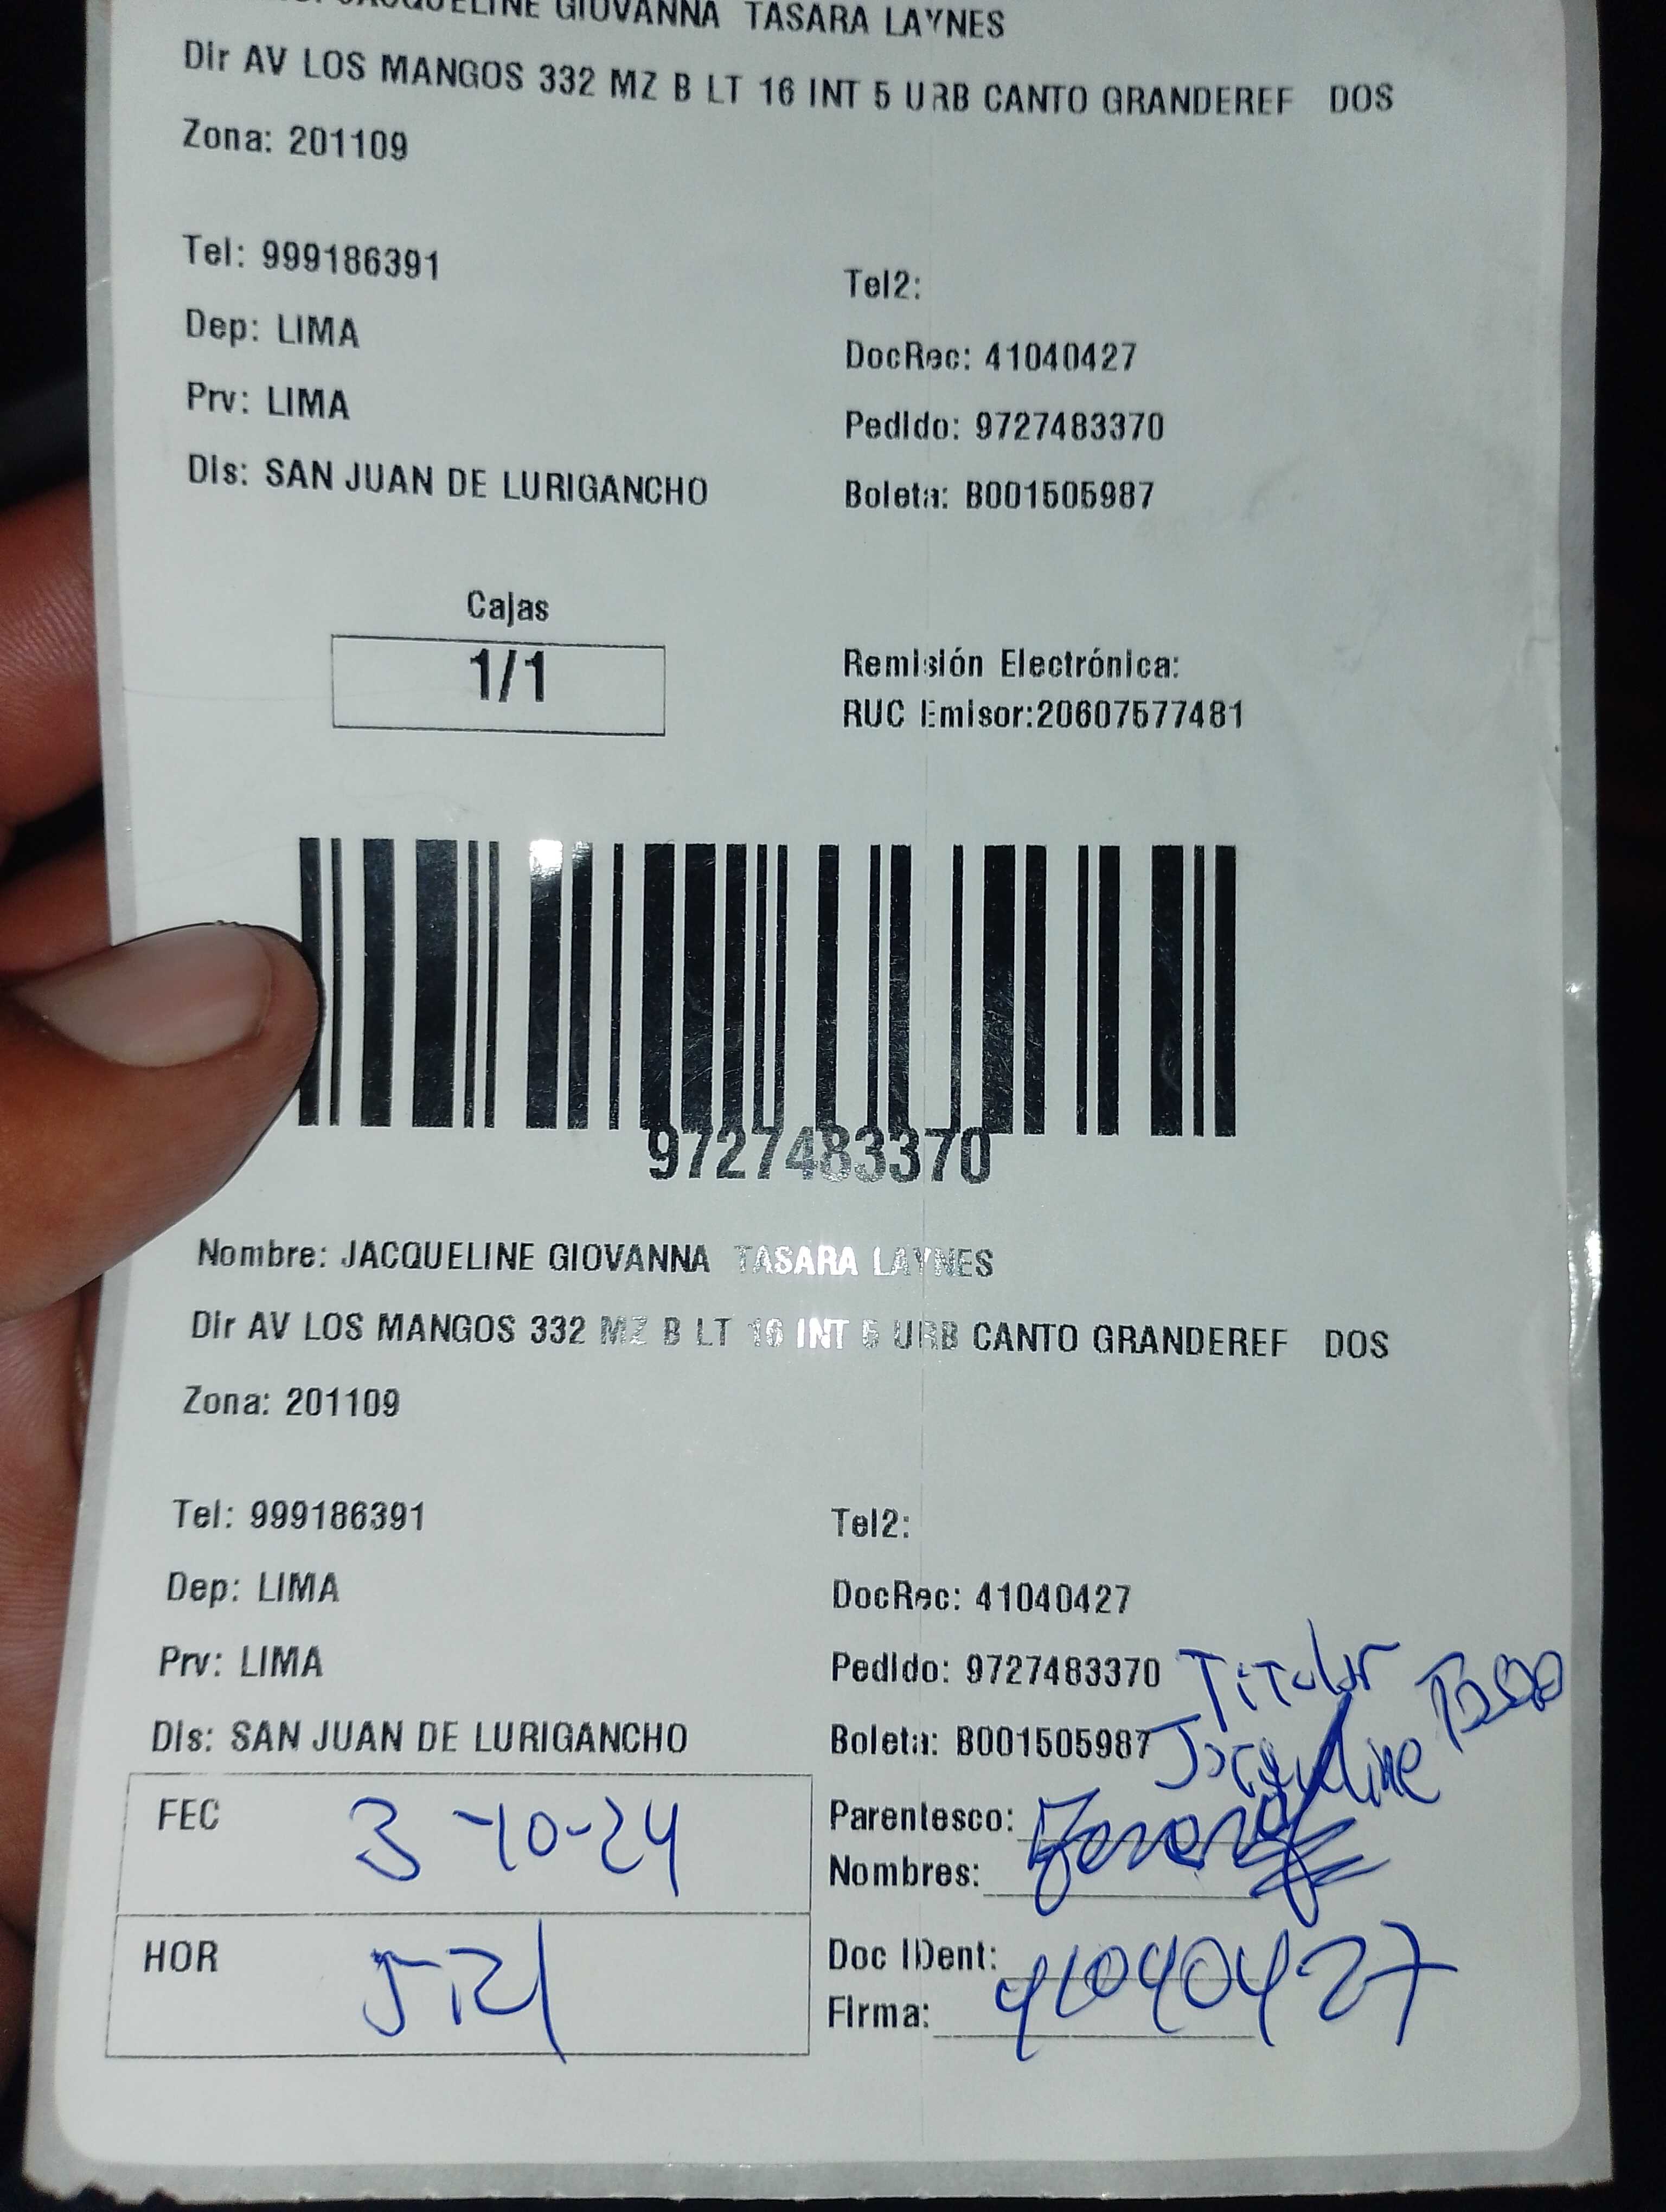 JACQUELINE GIOVANNA TASARA LAYNES
Dir AV LOS MANGOS 332 MZ B LT 16 INT 5 URB CANTO GRANDEREF DOS
Zona: 201109
Tel: 999186391
Tel2:
Dep: LIMA
DocRec: 41040427
Prv: LIMA
Pedido: 9727483370
Dis: SAN JUAN DE LURIGANCHO
Boleta: B001505987
Cajas
1/1
Remisión Electrónica:
RUC Emisor:20607577481
9727483370
Nombre: JACQUELINE GIOVANNA TASARA LAYNES
Dir AV LOS MANGOS 332 MZ B LT 16 INT 5 URB CANTO GRANDEREF DOS
Zona: 201109
Tel: 999186391
Tel2:
Dep: LIMA
DocRec: 41040427
Prv: LIMA
Pedido: 9727483370 Titular
Dis: SAN JUAN DE LURIGANCHO
Boleta: B001505987 Jacqueline
FEC 3-10-24
Parentesco:
Nombres:
HOR 5:21
Doc IDent: 41040427
Firma: